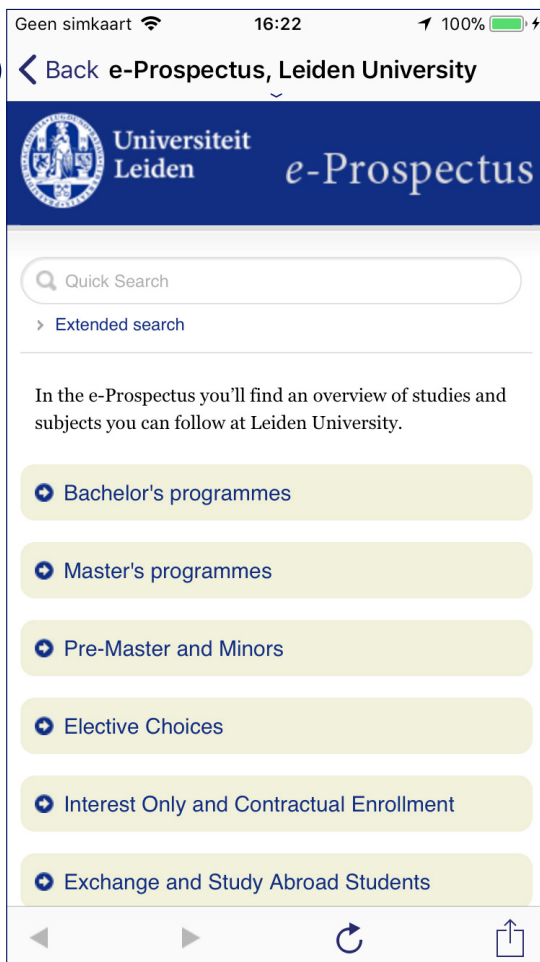 Geen simkaart 16:22 100%
Back e-Prospectus, Leiden University
Universiteit
Leiden
e-Prospectus
Quick Search
Extended search
In the e-Prospectus you'll find an overview of studies and
subjects you can follow at Leiden University.
Bachelor's programmes
Master's programmes
Pre-Master and Minors
Elective Choices
Interest Only and Contractual Enrollment
Exchange and Study Abroad Students